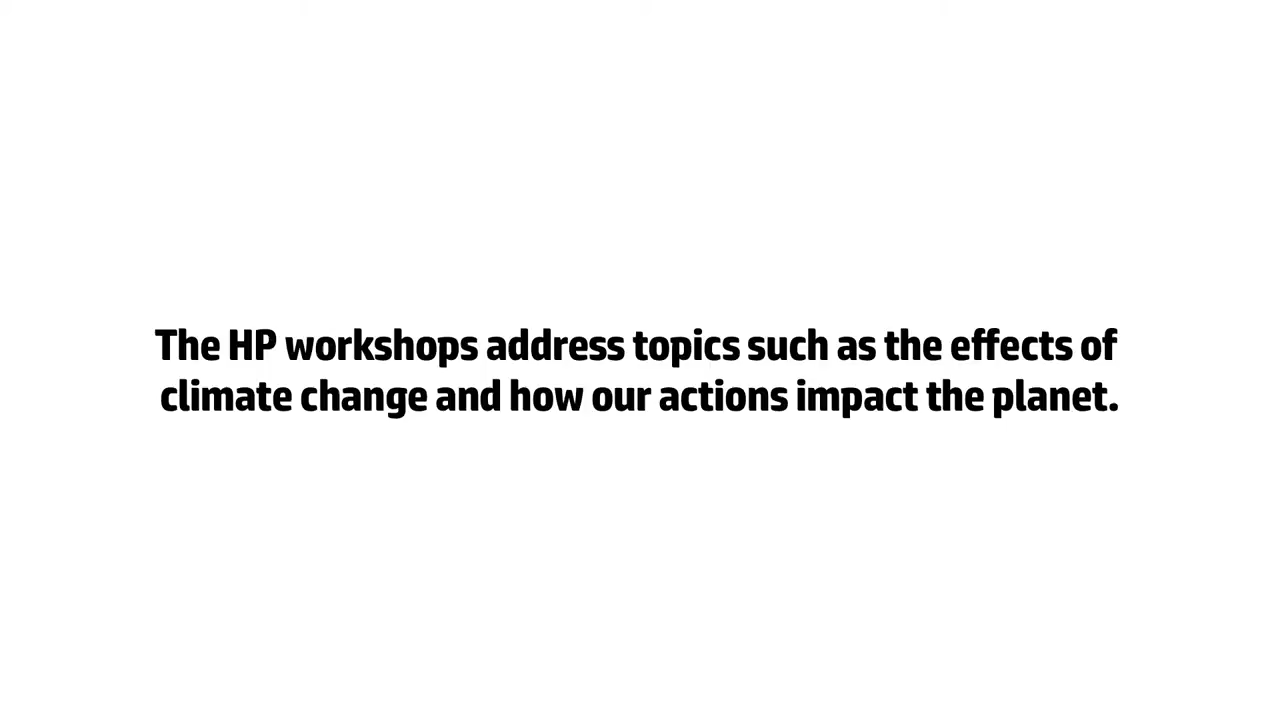 The HP workshops address topics such as the effects of
climate change and how our actions impact the planet.